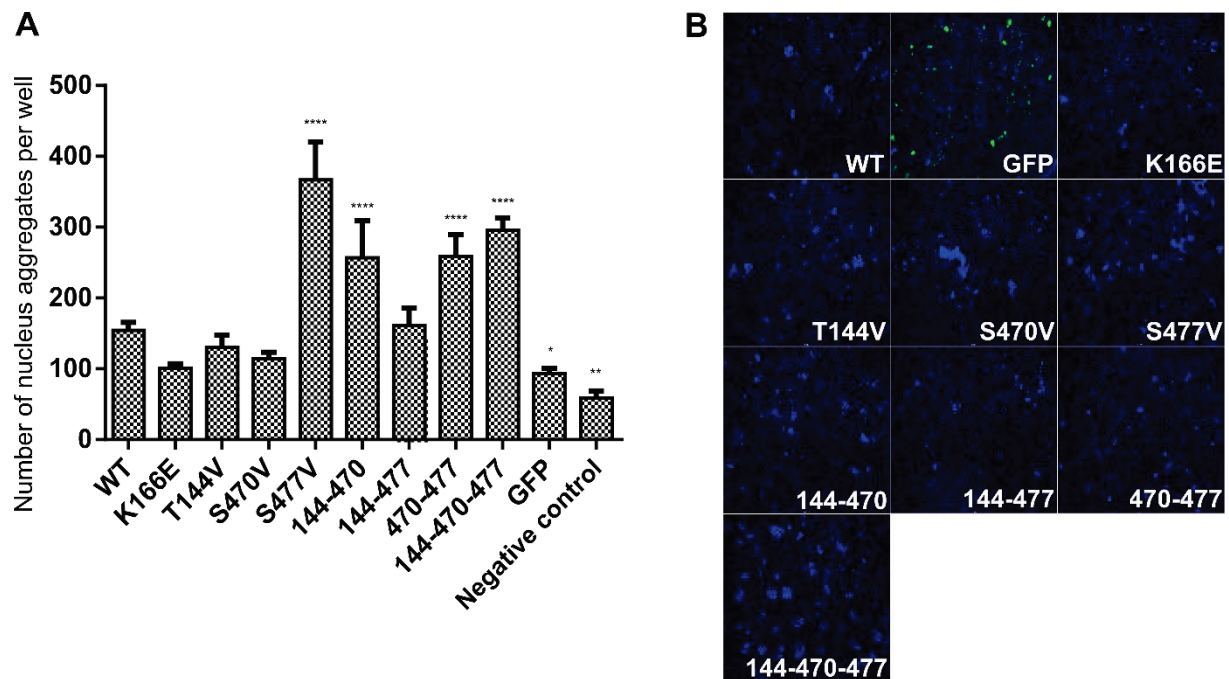 A
Number of nucleus aggregates per well
500
400
300
200
100
0
****
****
****
****
*
**
WT
K166E
T144V
S470V
S477V
144-470
144-477
470-477
144-470-477
GFP
Negative control
B
WT
GFP
K166E
T144V
S470V
S477V
144-470
144-477
470-477
144-470-477